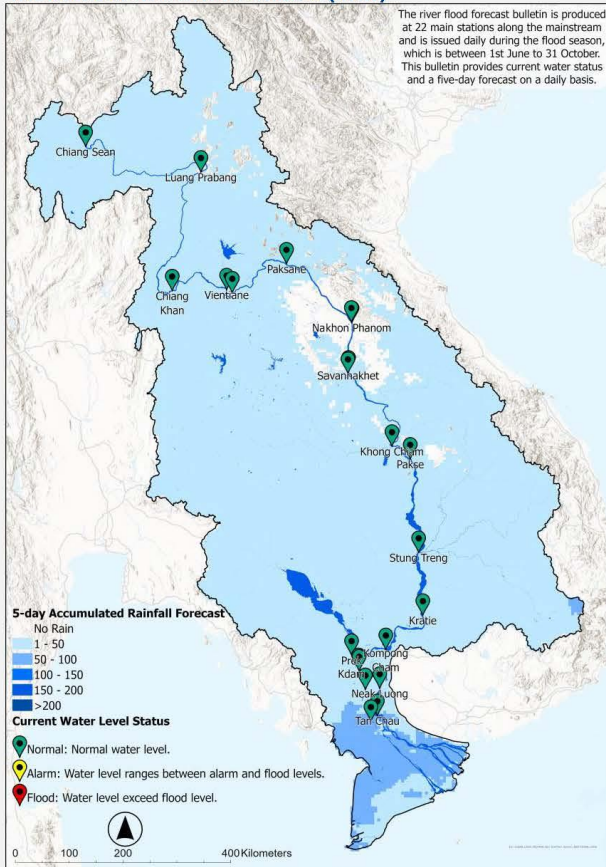 The river flood forecast bulletin is produced
at 22 main stations along the mainstream
and is issued daily during the flood season,
which is between 1st June to 31 October.
This bulletin provides current water status
and a five-day forecast on a daily basis.
Chiang Sean
Luang Prabang
Paksane
Chiang
Khan
Vientiane
Nakhon Phanom
Savannakhet
Khong Chiam
Pakse
Stung Treng
Kratie
Kompong
Cham
Prek
Kdam
Neak Luong
Tan Chau
5-day Accumulated Rainfall Forecast
No Rain
1 - 50
50 - 100
100 - 150
150 - 200
>200
Current Water Level Status
Normal: Normal water level.
Alarm: Water level ranges between alarm and flood levels.
Flood: Water level exceed flood level.
0 100 200 400 Kilometers